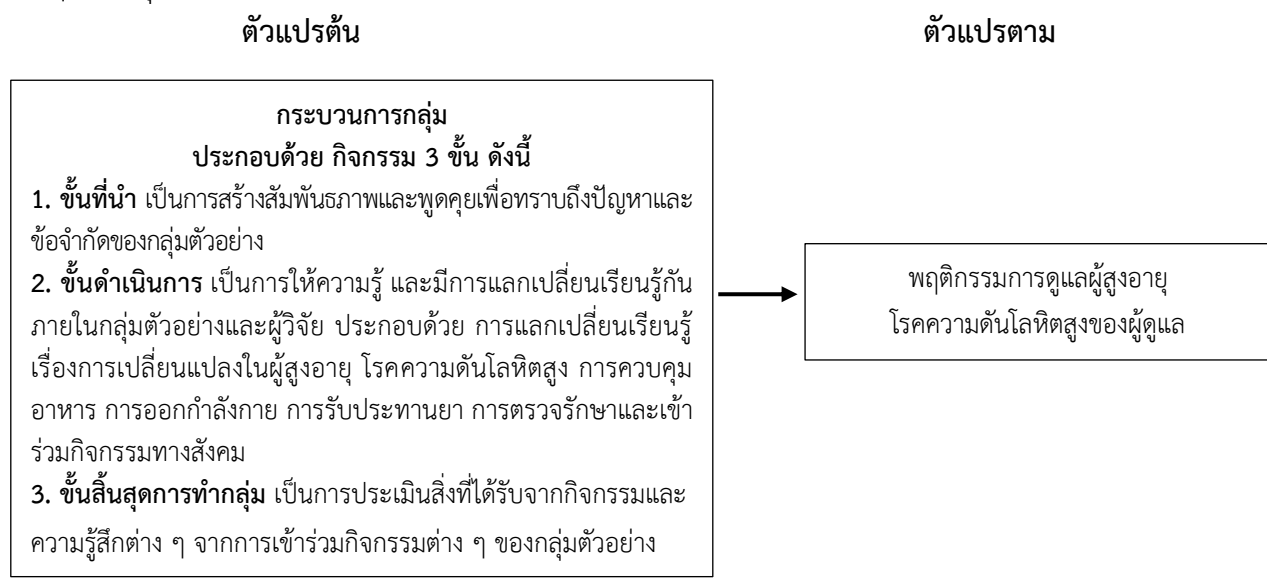 ตัวแปรต้น
ตัวแปรตาม
กระบวนการกลุ่ม
ประกอบด้วย กิจกรรม 3 ขั้น ดังนี้
1. ขั้นที่นำ เป็นการสร้างสัมพันธภาพและพูดคุยเพื่อทราบถึงปัญหาและ
ข้อจำกัดของกลุ่มตัวอย่าง
2. ขั้นดำเนินการ เป็นการให้ความรู้ และมีการแลกเปลี่ยนเรียนรู้กัน
ภายในกลุ่มตัวอย่างและผู้วิจัย ประกอบด้วย การแลกเปลี่ยนเรียนรู้
เรื่องการเปลี่ยนแปลงในผู้สูงอายุ โรคความดันโลหิตสูง การควบคุม
อาหาร การออกกำลังกาย การรับประทานยา การตรวจรักษาและเข้า
ร่วมกิจกรรมทางสังคม
3. ขั้นสิ้นสุดการทำกลุ่ม เป็นการประเมินสิ่งที่ได้รับจากกิจกรรมและ
ความรู้สึกต่าง ๆ จากการเข้าร่วมกิจกรรมต่าง ๆ ของกลุ่มตัวอย่าง
พฤติกรรมการดูแลผู้สูงอายุ
โรคความดันโลหิตสูงของผู้ดูแล